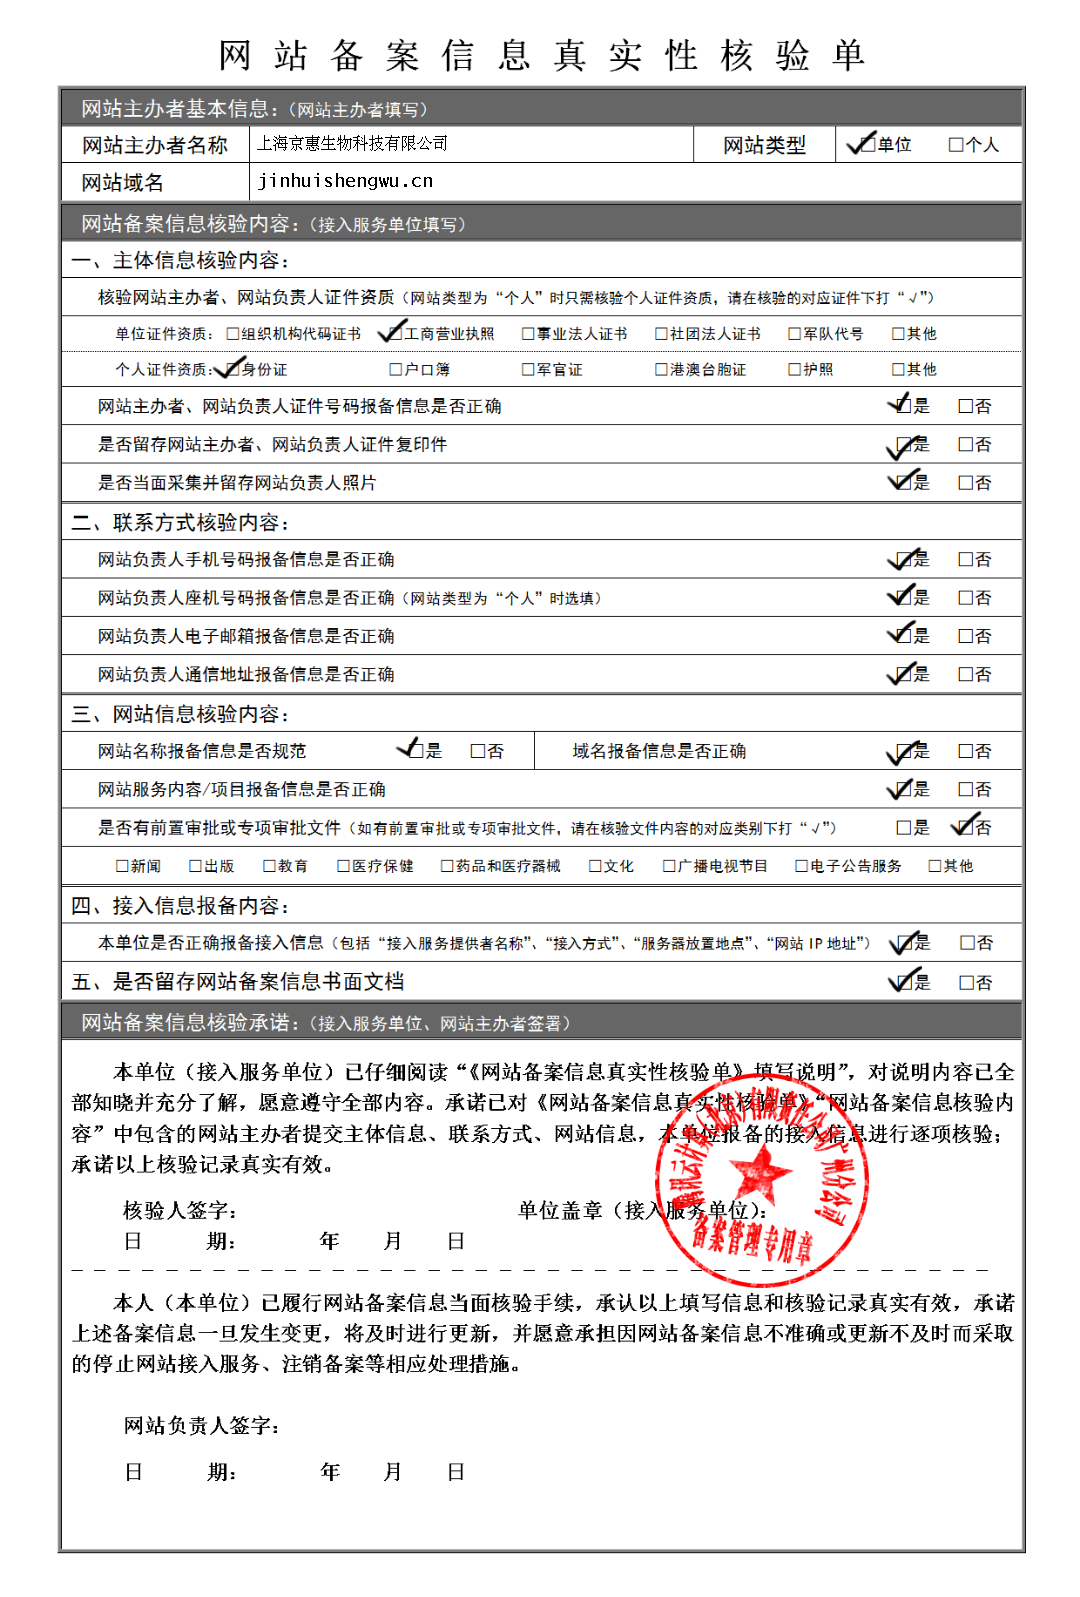 网站备案信息真实性核验单
网站主办者基本信息：（网站主办者填写）
网站主办者名称 上海京惠生物科技有限公司 网站类型 □单位 □个人
网站域名 jinhuishengwu.cn
网站备案信息核验内容：（接入服务单位填写）
一、主体信息核验内容：
核验网站主办者、网站负责人证件资质（网站类型为“个人”时只需核验个人证件资质，请在核验的对应证件下打“√”）
单位证件资质： □组织机构代码证书 □工商营业执照 □事业法人证书 □社团法人证书 □军队代号 □其他
个人证件资质： □身份证 □户口簿 □军官证 □港澳台胞证 □护照 □其他
网站主办者、网站负责人证件号码报备信息是否正确 □是 □否
是否留存网站主办者、网站负责人证件复印件 □是 □否
是否当面采集并留存网站负责人照片 □是 □否
二、联系方式核验内容：
网站负责人手机号码报备信息是否正确 □是 □否
网站负责人座机号码报备信息是否正确（网站类型为“个人”时选填） □是 □否
网站负责人电子邮箱报备信息是否正确 □是 □否
网站负责人通信地址报备信息是否正确 □是 □否
三、网站信息核验内容：
网站名称报备信息是否规范 □是 □否 域名报备信息是否正确 □是 □否
网站服务内容/项目报备信息是否正确 □是 □否
是否有前置审批或专项审批文件（如有前置审批或专项审批文件，请在核验文件内容的对应类别下打“√”） □是 □否
□新闻 □出版 □教育 □医疗保健 □药品和医疗器械 □文化 □广播电视节目 □电子公告服务 □其他
四、接入信息报备内容：
本单位是否正确报备接入信息（包括“接入服务提供者名称”、“接入方式”、“服务器放置地点”、“网站 IP 地址”） □是 □否
五、是否留存网站备案信息书面文档 □是 □否
网站备案信息核验承诺：（接入服务单位、网站主办者签署）
本单位（接入服务单位）已仔细阅读“《网站备案信息真实性核验单》填写说明”，对说明内容已全
部知晓并充分了解，愿意遵守全部内容。承诺已对《网站备案信息真实性核验单》“网站备案信息核验内
容”中包含的网站主办者提交主体信息、联系方式、网站信息，本单位报备的接入信息进行逐项核验；
承诺以上核验记录真实有效。
核验人签字： 单位盖章（接入服务单位）：
日 期： 年 月 日
腾讯云计算（北京）有限责任公司广州分公司
备案管理专用章
本人（本单位）已履行网站备案信息当面核验手续，承认以上填写信息和核验记录真实有效，承诺
上述备案信息一旦发生变更，将及时进行更新，并愿意承担因网站备案信息不准确或更新不及时而采取
的停止网站接入服务、注销备案等相应处理措施。
网站负责人签字：
日 期： 年 月 日